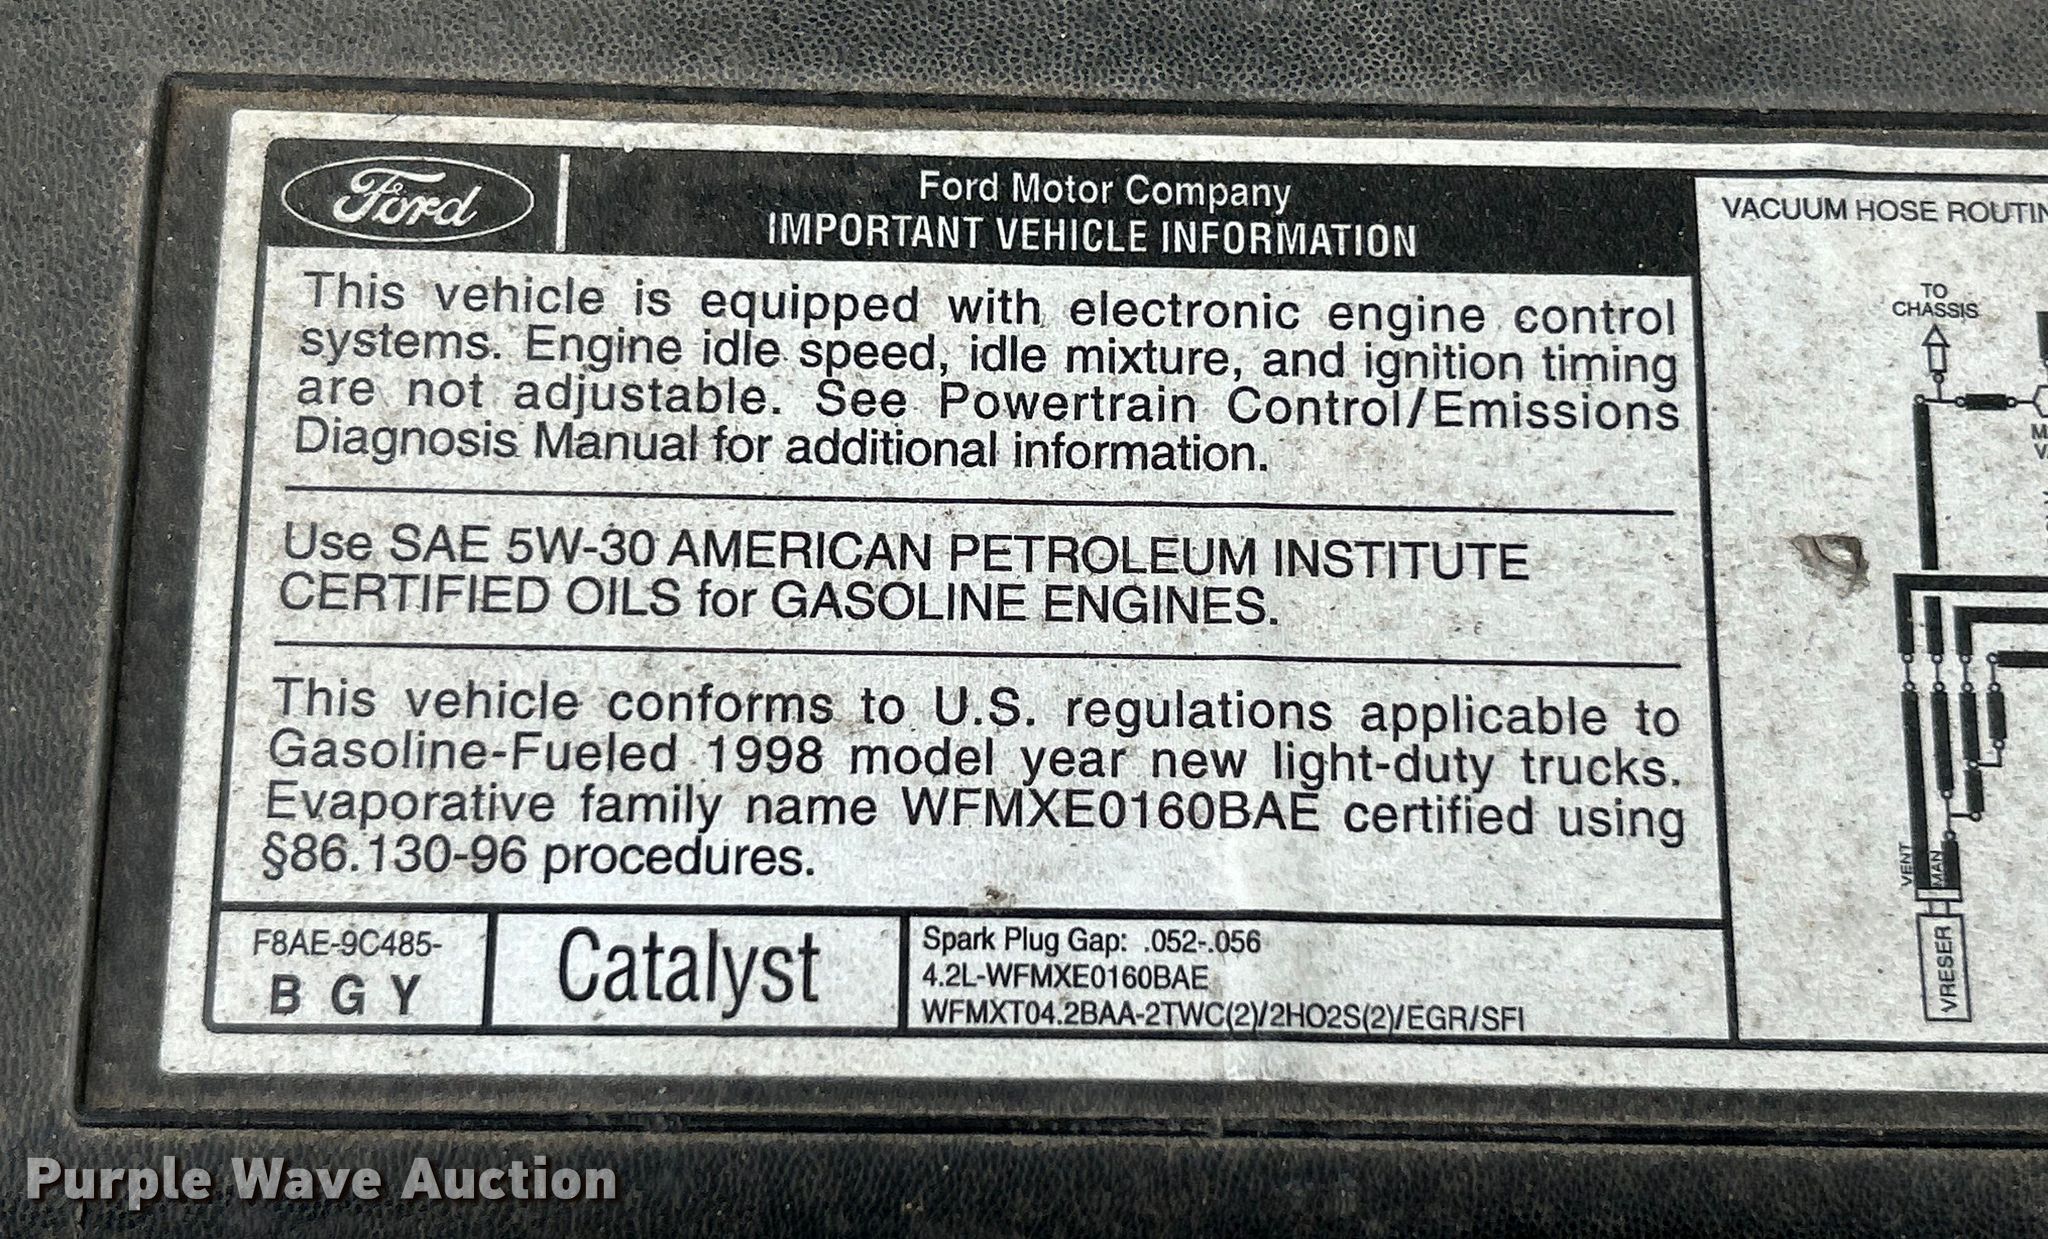 Ford
Ford Motor Company
IMPORTANT VEHICLE INFORMATION
This vehicle is equipped with electronic engine control
systems. Engine idle speed, idle mixture, and ignition timing
are not adjustable. See Powertrain Control/Emissions
Diagnosis Manual for additional information.
Use SAE 5W-30 AMERICAN PETROLEUM INSTITUTE
CERTIFIED OILS for GASOLINE ENGINES.
This vehicle conforms to U.S. regulations applicable to
Gasoline-Fueled 1998 model year new light-duty trucks.
Evaporative family name WFMXE0160BAE certified using
§86.130-96 procedures.
F8AE-9C485-
B G Y
Catalyst
Spark Plug Gap: .052-.056
4.2L-WFMXE0160BAE
WFMXT04.2BAA-2TWC(2)/2HO2S(2)/EGR/SFI
VACUUM HOSE ROUTIN
TO
CHASSIS
VENT
MAN
VRESER
Purple Wave Auction